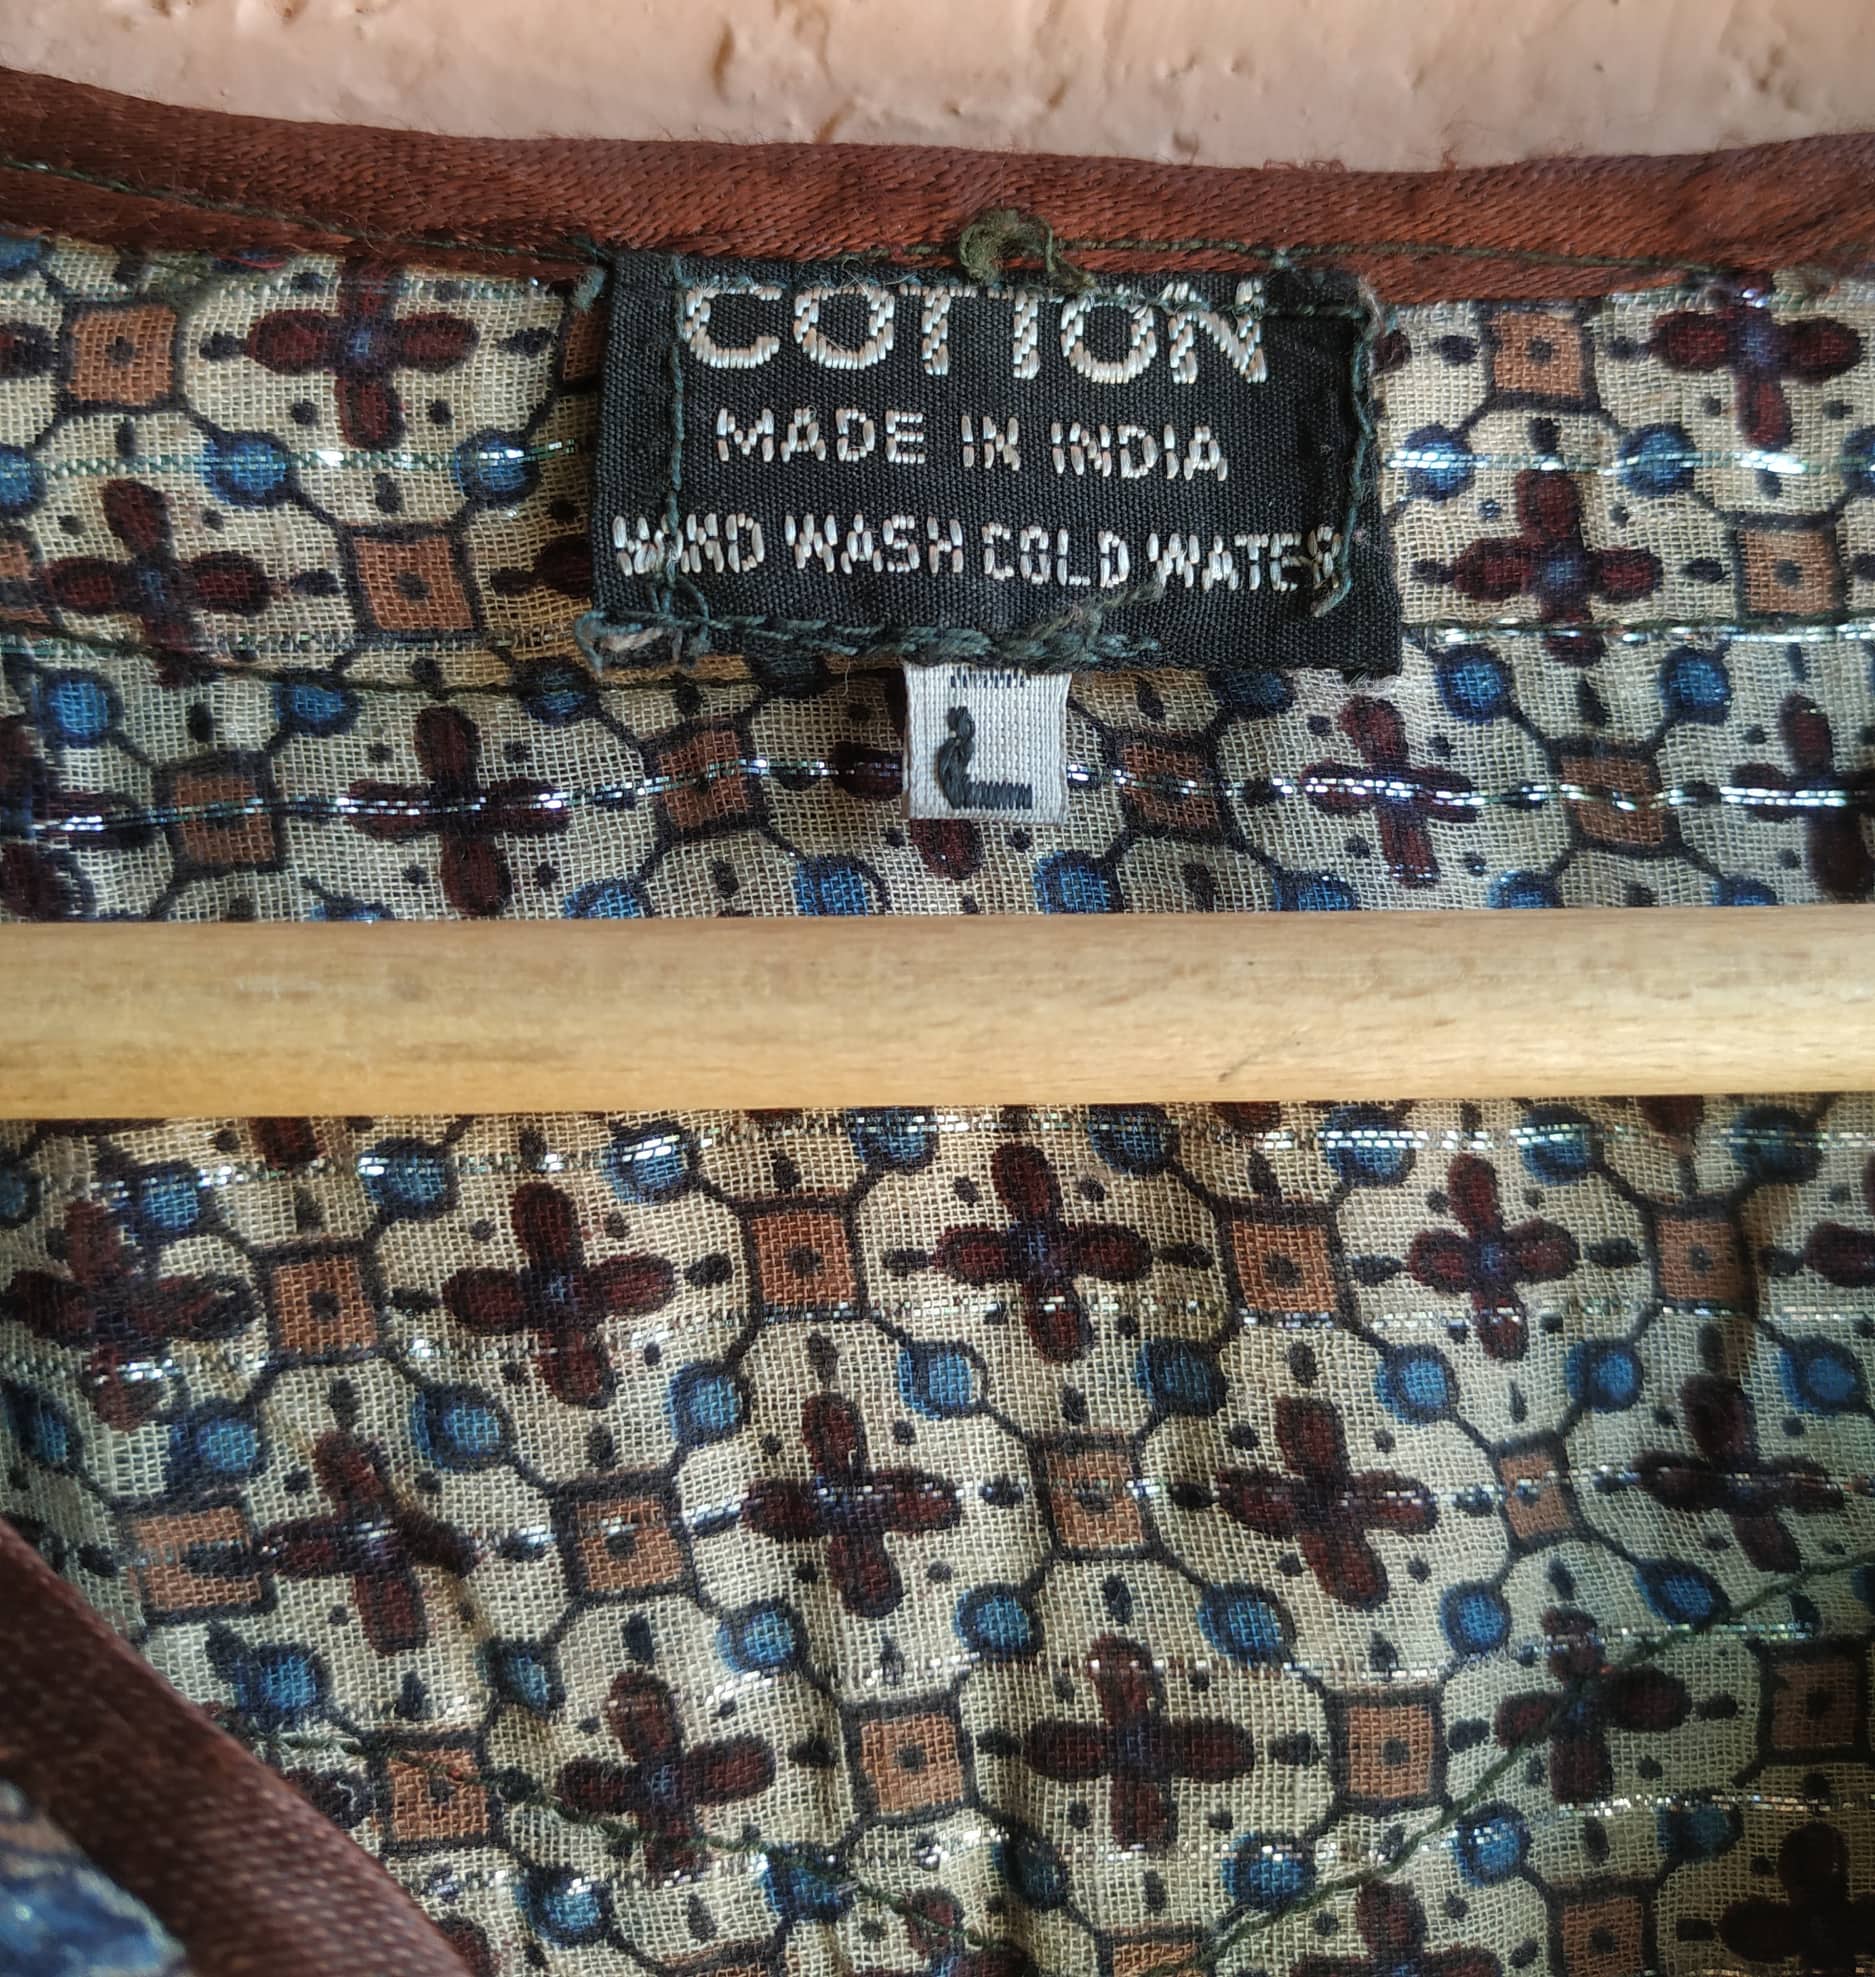 COTTON
MADE IN INDIA
HAND WASH COLD WATER
L